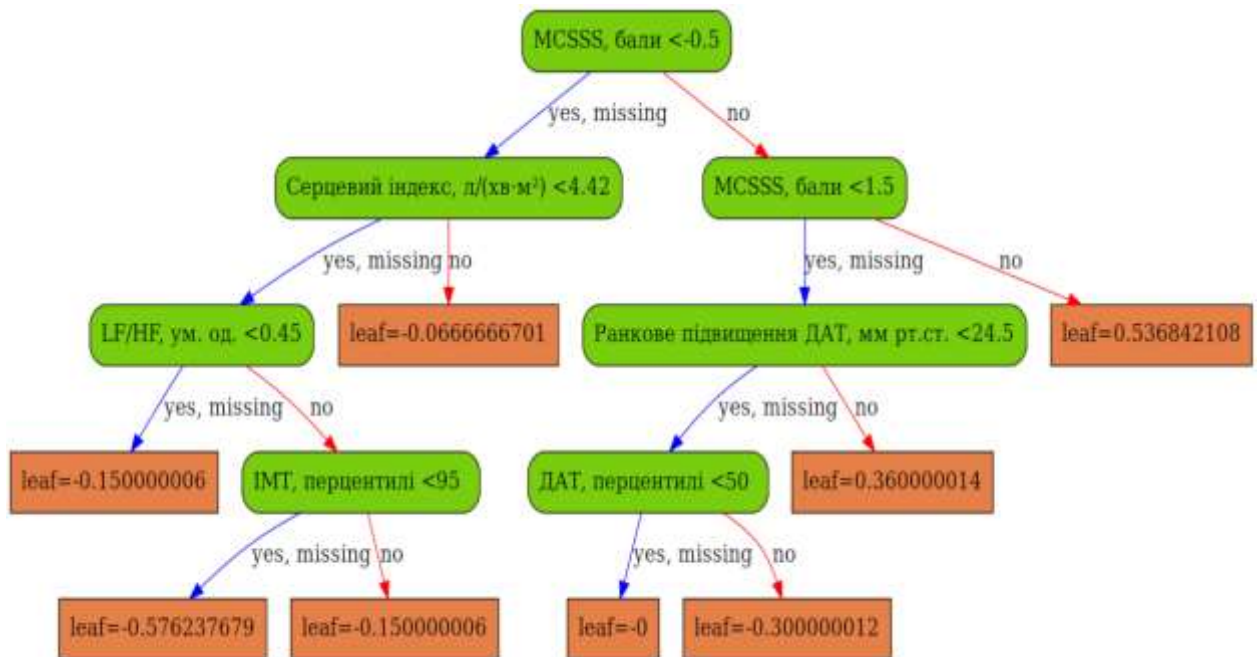 MCSSS, бали <-0.5
yes, missing
no
Серцевий індекс, л/(хв·м²) <4.42
MCSSS, бали <1.5
yes, missing
no
yes, missing
no
LF/HF, ум. од. <0.45
leaf=-0.0666666701
Ранкове підвищення ДАТ, мм рт.ст. <24.5
leaf=0.536842108
yes, missing
no
yes, missing
no
leaf=-0.150000006
ІМТ, перцентилі <95
ДАТ, перцентилі <50
leaf=0.360000014
yes, missing
no
yes, missing
no
leaf=-0.576237679
leaf=-0.150000006
leaf=-0
leaf=-0.300000012